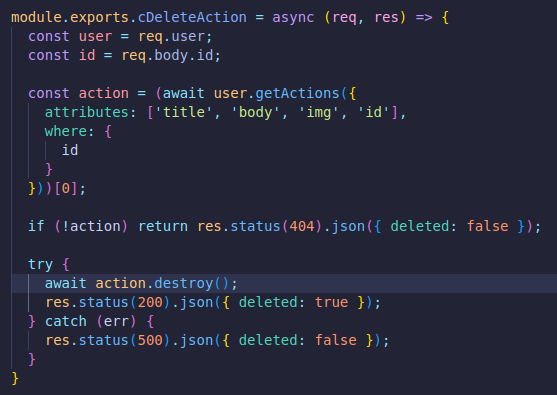 module.exports.cDeleteAction = async (req, res) => {
  const user = req.user;
  const id = req.body.id;

  const action = (await user.getActions({
    attributes: ['title', 'body', 'img', 'id'],
    where: {
      id
    }
  }))[0];

  if (!action) return res.status(404).json({ deleted: false });

  try {
    await action.destroy();
    res.status(200).json({ deleted: true });
  } catch (err) {
    res.status(500).json({ deleted: false });
  }
}